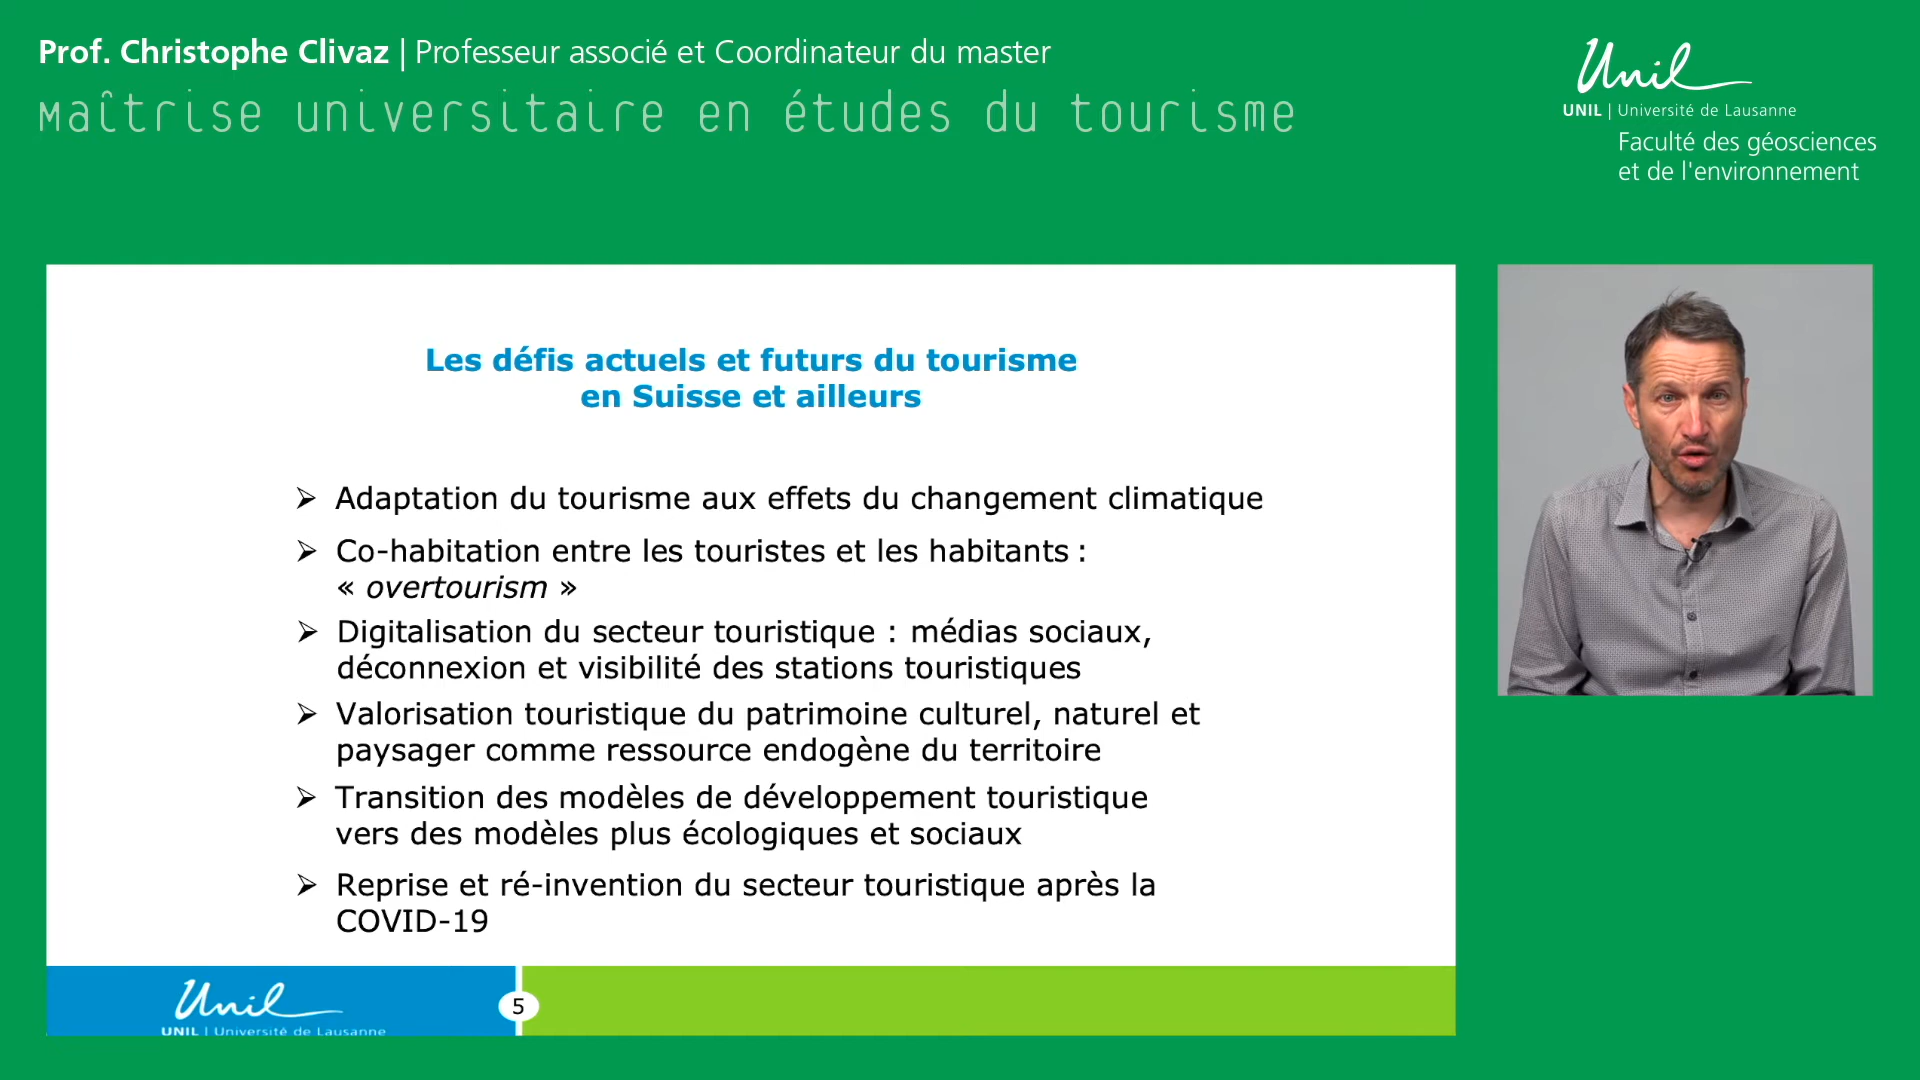 Prof. Christophe Clivaz | Professeur associé et Coordinateur du master
Maîtrise universitaire en études du tourisme
Unil
UNIL | Université de Lausanne
Faculté des géosciences
et de l'environnement
Les défis actuels et futurs du tourisme
en Suisse et ailleurs
➢ Adaptation du tourisme aux effets du changement climatique
➢ Co-habitation entre les touristes et les habitants :
« overtourism »
➢ Digitalisation du secteur touristique : médias sociaux,
déconnexion et visibilité des stations touristiques
➢ Valorisation touristique du patrimoine culturel, naturel et
paysager comme ressource endogène du territoire
➢ Transition des modèles de développement touristique
vers des modèles plus écologiques et sociaux
➢ Reprise et ré-invention du secteur touristique après la
COVID-19
Unil
UNIL | Université de Lausanne
5